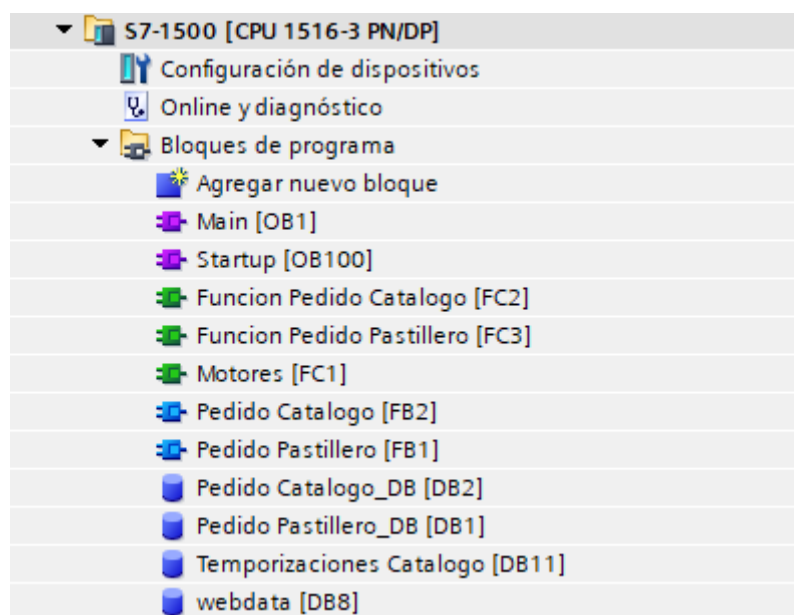 S7-1500 [CPU 1516-3 PN/DP]
Configuración de dispositivos
Online y diagnóstico
Bloques de programa
Agregar nuevo bloque
Main [OB1]
Startup [OB100]
Funcion Pedido Catalogo [FC2]
Funcion Pedido Pastillero [FC3]
Motores [FC1]
Pedido Catalogo [FB2]
Pedido Pastillero [FB1]
Pedido Catalogo_DB [DB2]
Pedido Pastillero_DB [DB1]
Temporizaciones Catalogo [DB11]
webdata [DB8]